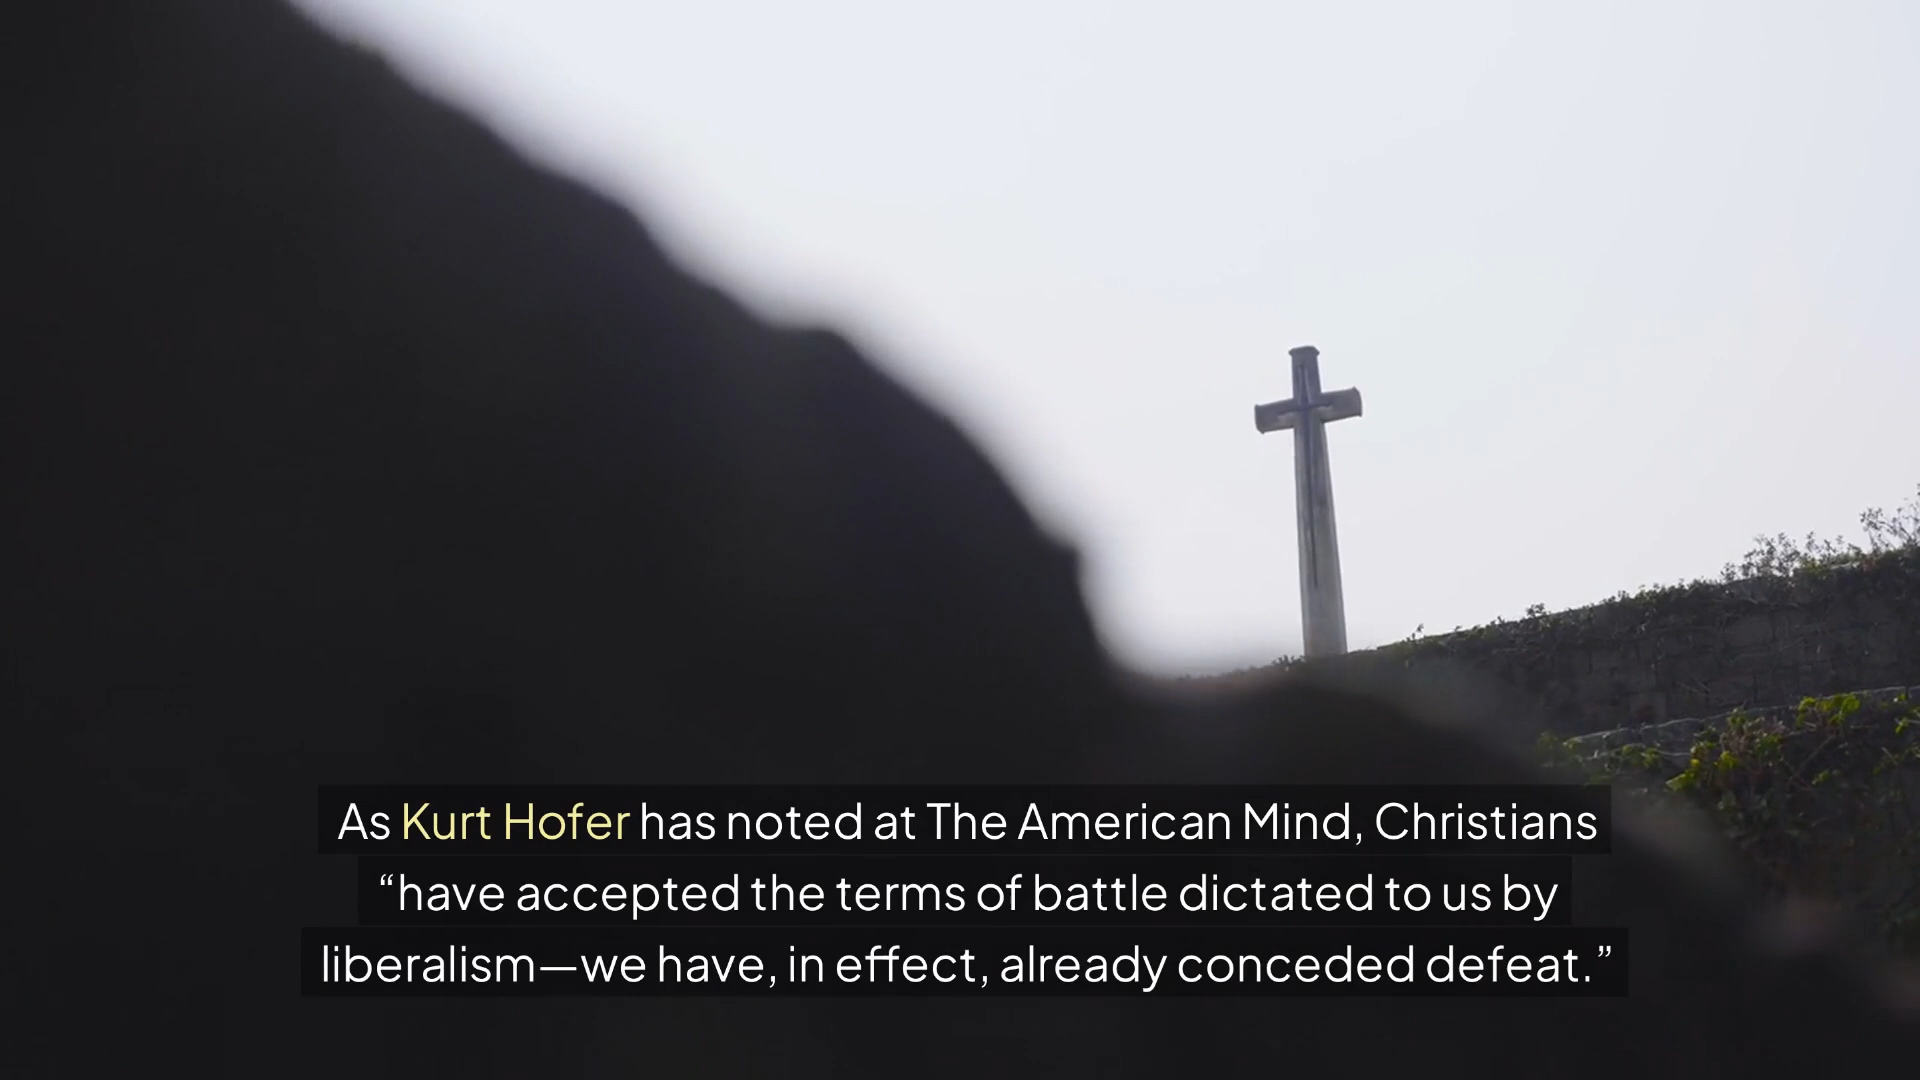 As Kurt Hofer has noted at The American Mind, Christians
“have accepted the terms of battle dictated to us by
liberalism—we have, in effect, already conceded defeat.”